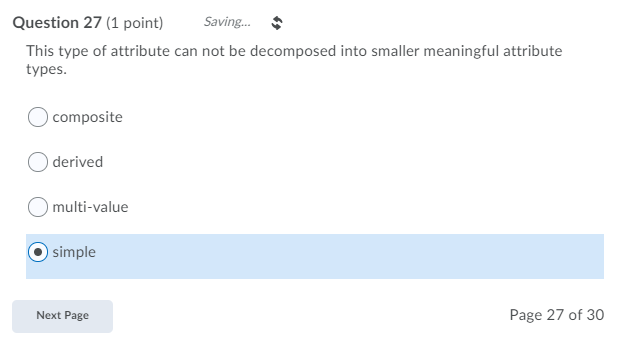 Question 27 (1 point) Saving...
This type of attribute can not be decomposed into smaller meaningful attribute
types.
composite
derived
multi-value
simple
Next Page Page 27 of 30